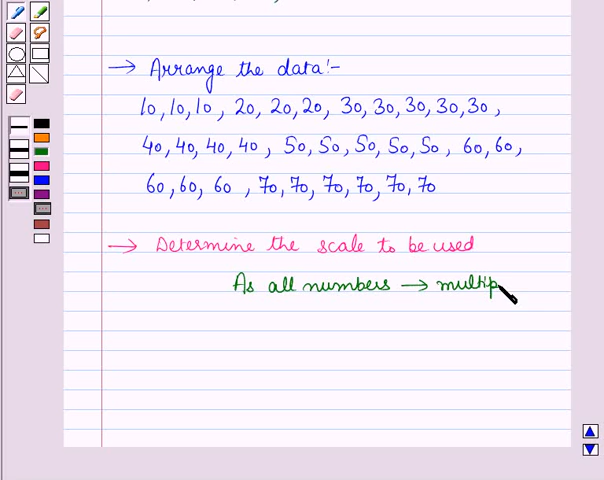 → Arrange the data:-
10, 10, 10, 20, 20, 20, 30, 30, 30, 30, 30,
40, 40, 40, 40, 50, 50, 50, 50, 50, 60, 60,
60, 60, 60, 70, 70, 70, 70, 70, 70
→ Determine the scale to be used
As all numbers → multip